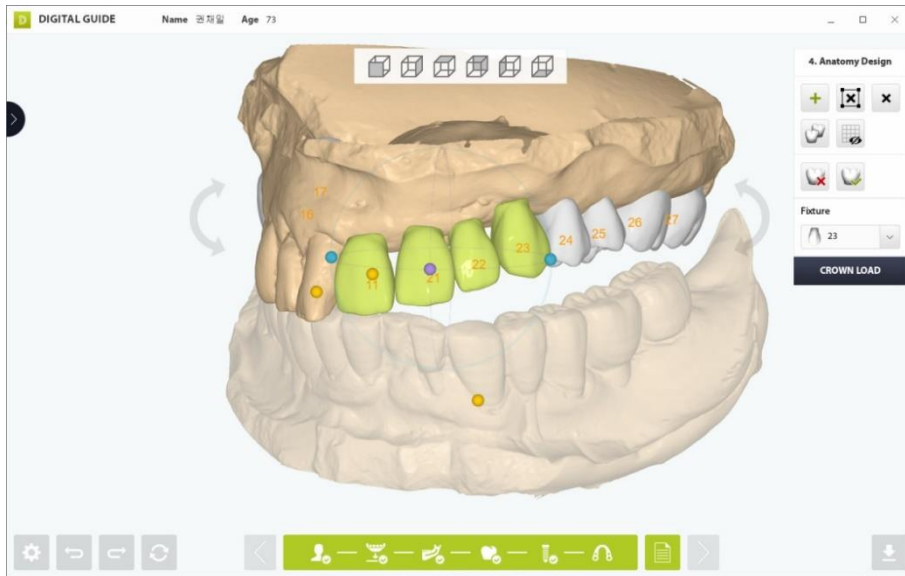 D DIGITAL GUIDE Name 권재일 Age 73
4. Anatomy Design
17
16
11 21 22 23 24 25 26 27
Fixture
23
CROWN LOAD